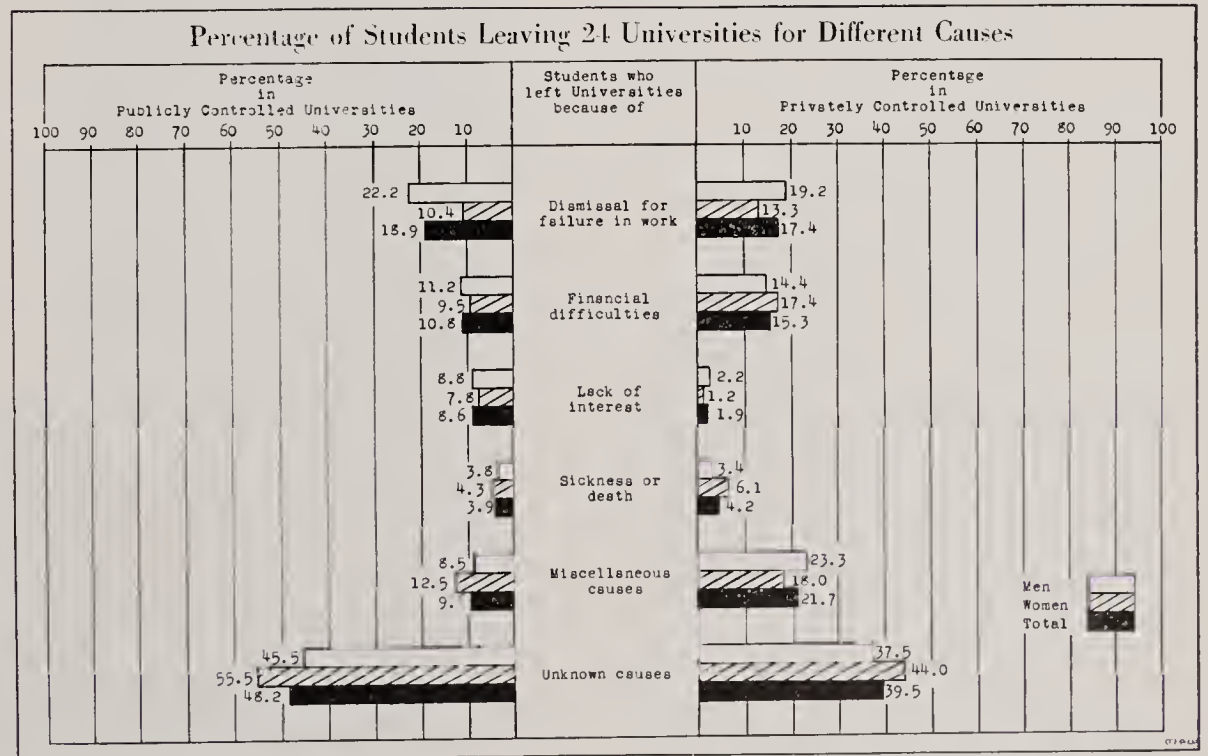 Percentage of Students Leaving 24 Universities for Different Causes
Percentage
in
Publicly Controlled Universities
100 90 80 70 60 50 40 30 20 10
Students who
left Universities
because of
Percentage
in
Privately Controlled Universities
10 20 30 40 50 60 70 80 90 100
22.2
10.4
18.9
Dismissal for
failure in work
19.2
13.3
17.4
11.2
9.5
10.8
Financial
difficulties
14.4
17.4
15.3
8.8
7.8
8.6
Lack of
interest
2.2
1.2
1.9
3.8
4.3
3.9
Sickness or
death
3.4
6.1
4.2
8.5
12.5
9.
Miscellaneous
causes
23.3
18.0
21.7
Men
Women
Total
45.5
55.5
48.2
Unknown causes
37.5
44.0
39.5